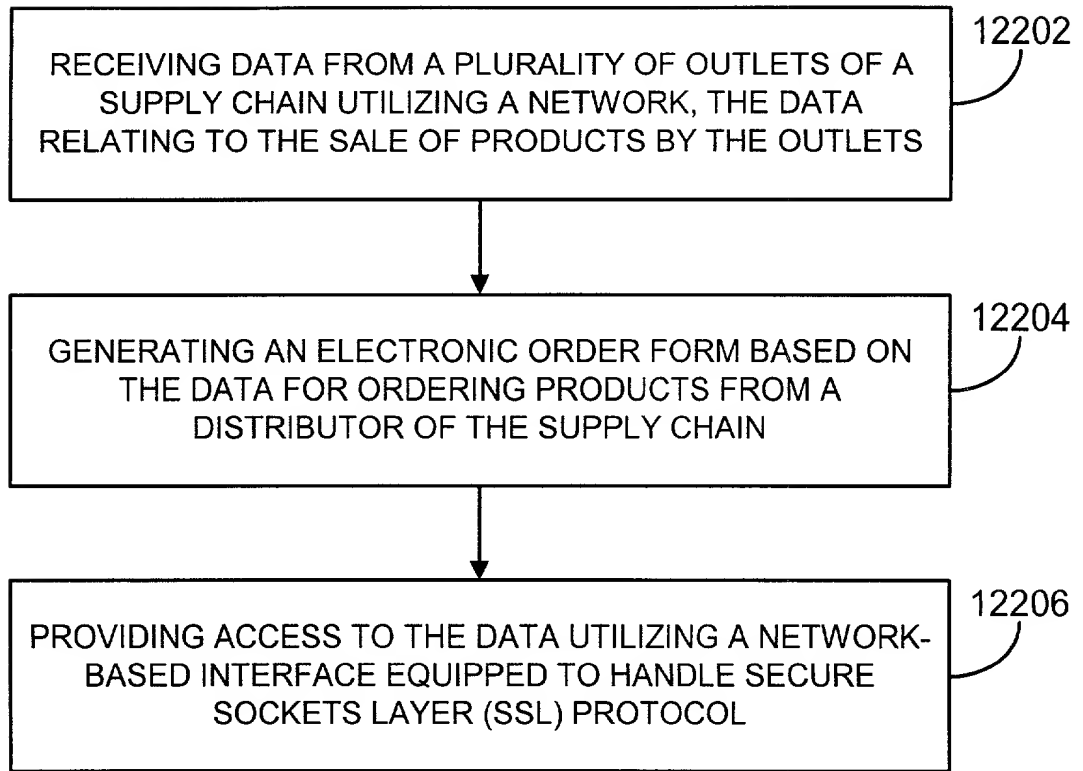 12202
RECEIVING DATA FROM A PLURALITY OF OUTLETS OF A
SUPPLY CHAIN UTILIZING A NETWORK, THE DATA
RELATING TO THE SALE OF PRODUCTS BY THE OUTLETS
12204
GENERATING AN ELECTRONIC ORDER FORM BASED ON
THE DATA FOR ORDERING PRODUCTS FROM A
DISTRIBUTOR OF THE SUPPLY CHAIN
12206
PROVIDING ACCESS TO THE DATA UTILIZING A NETWORK-
BASED INTERFACE EQUIPPED TO HANDLE SECURE
SOCKETS LAYER (SSL) PROTOCOL